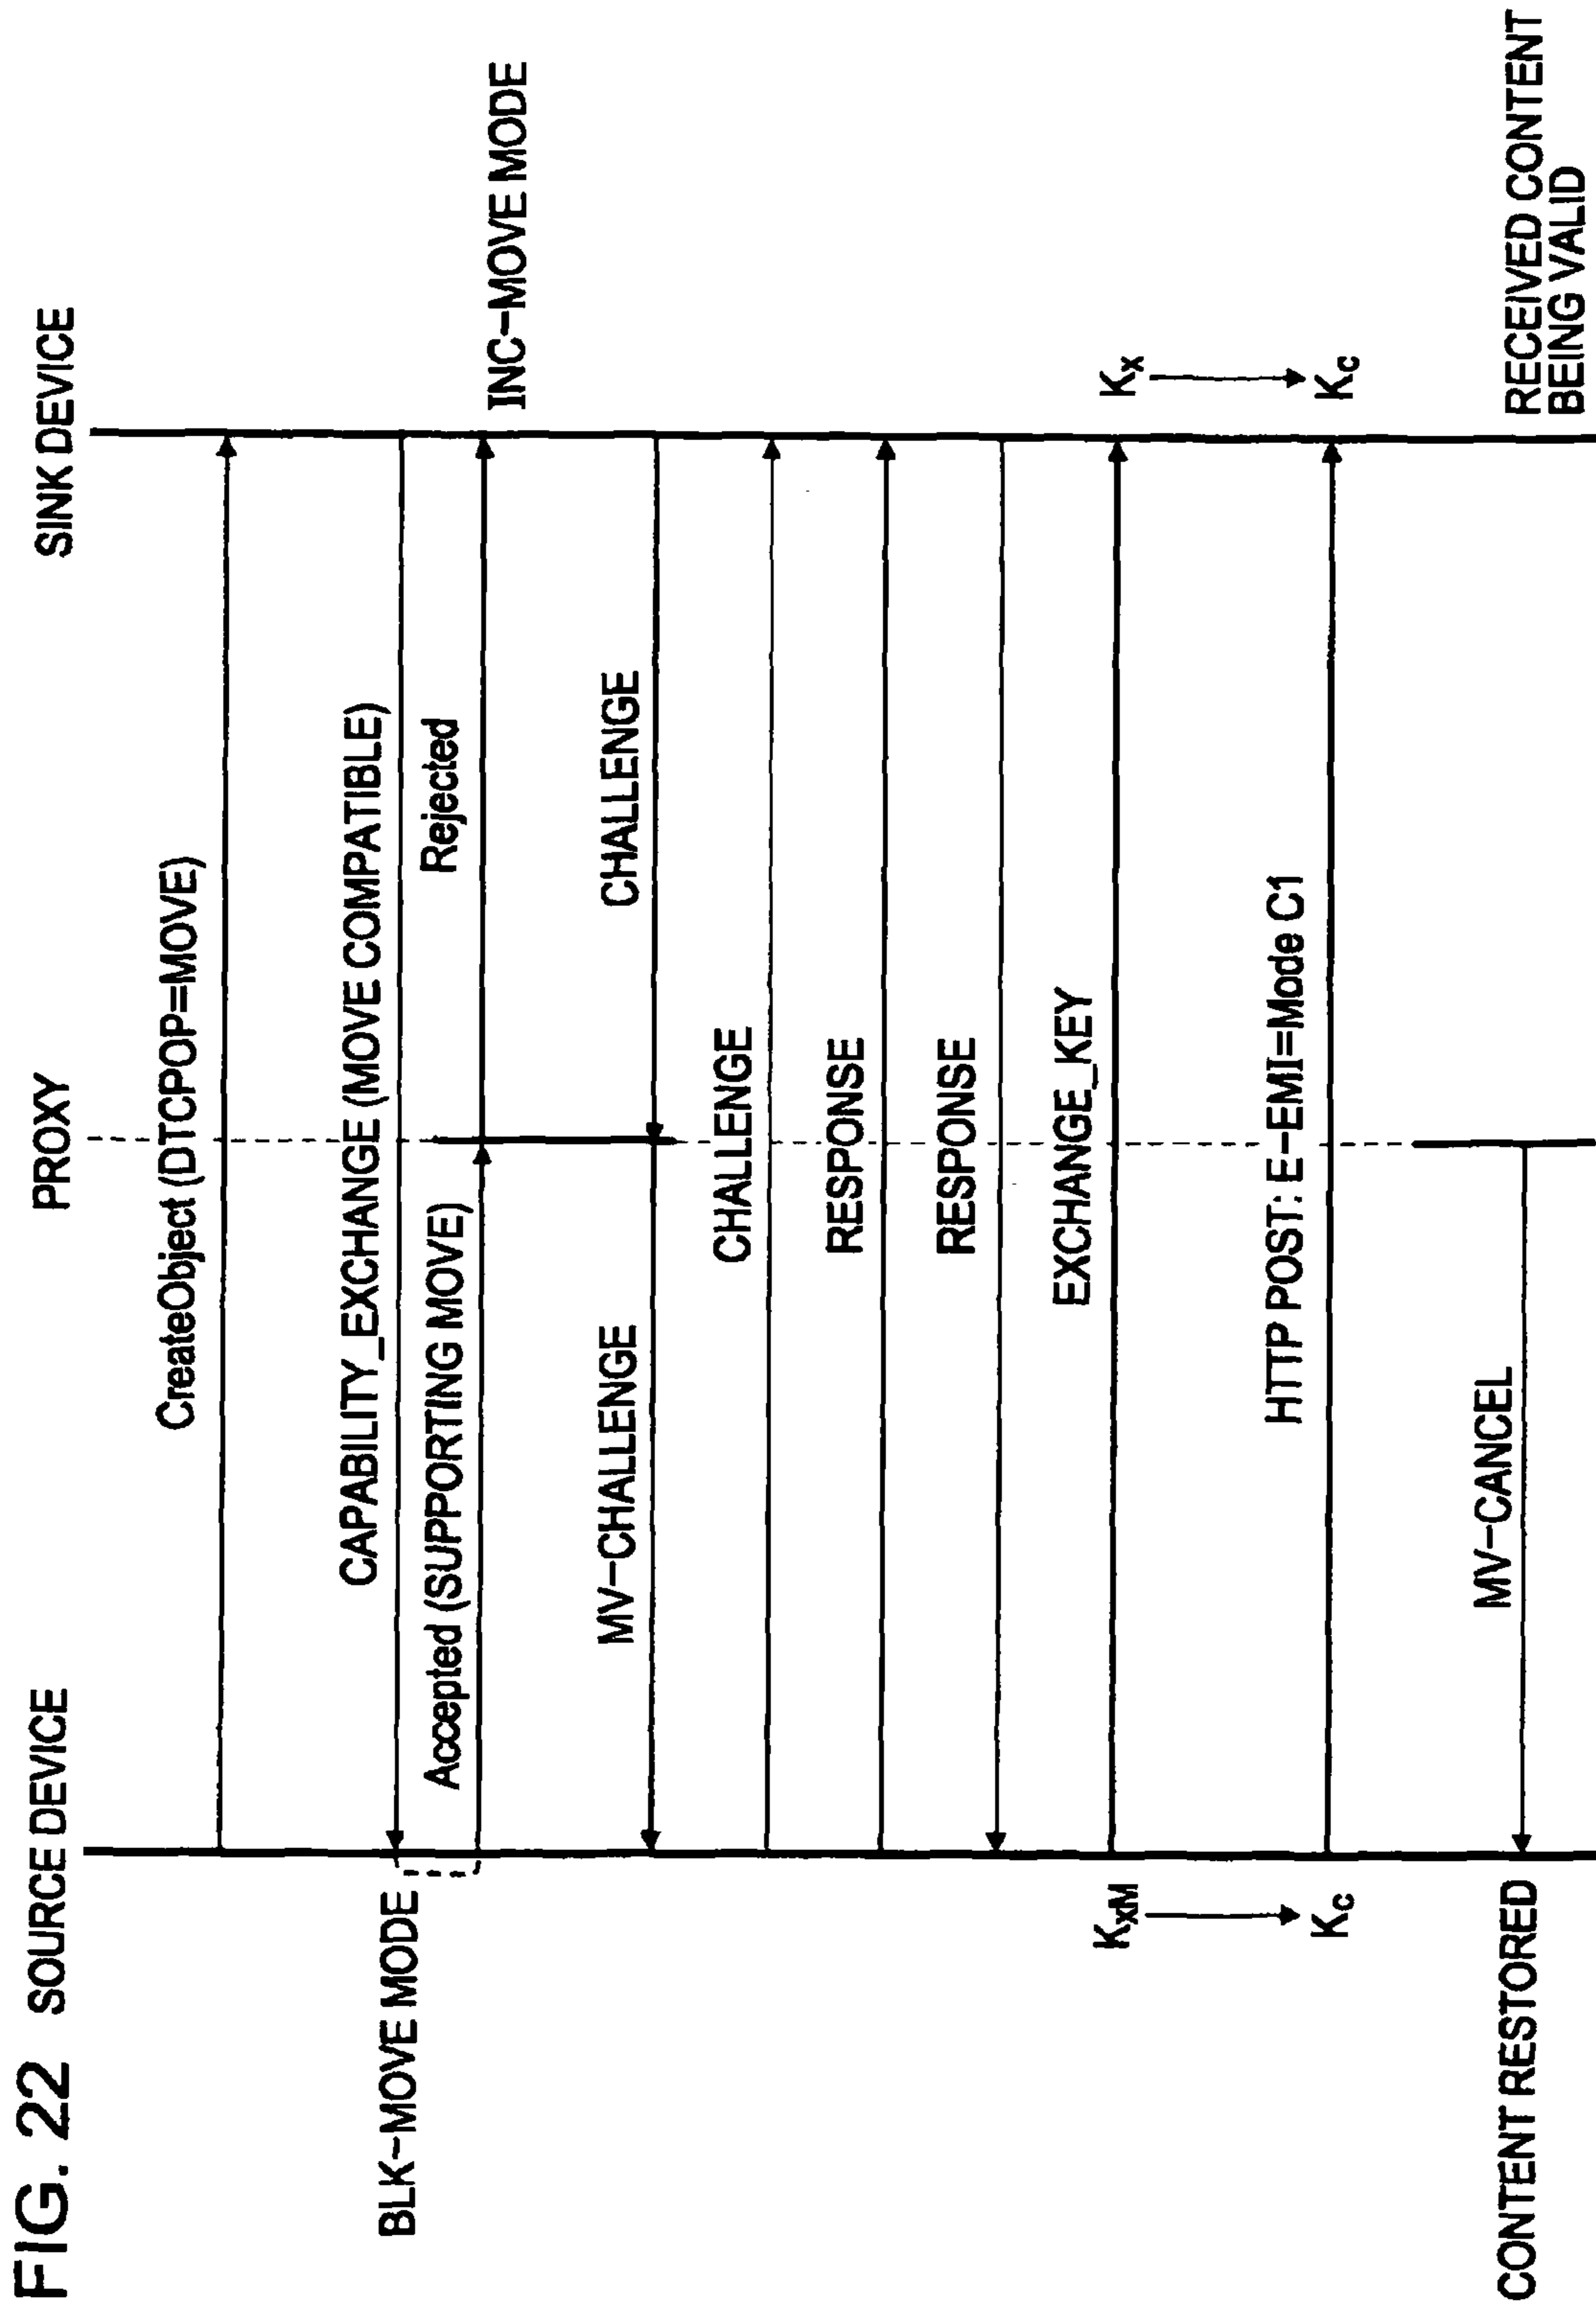 FIG. 22
SOURCE DEVICE
PROXY
SINK DEVICE
CreateObject (DTCPOP=MOVE)
CAPABILITY_EXCHANGE (MOVE COMPATIBLE)
BLK-MOVE MODE
Accepted (SUPPORTING MOVE)
Rejected
INC-MOVE MODE
MV-CHALLENGE
CHALLENGE
CHALLENGE
RESPONSE
RESPONSE
EXCHANGE_KEY
KXM
Kx
HTTP POST: E-EMI=Mode C1
Kc
Kc
MV-CANCEL
CONTENT RESTORED
RECEIVED CONTENT
BEING VALID